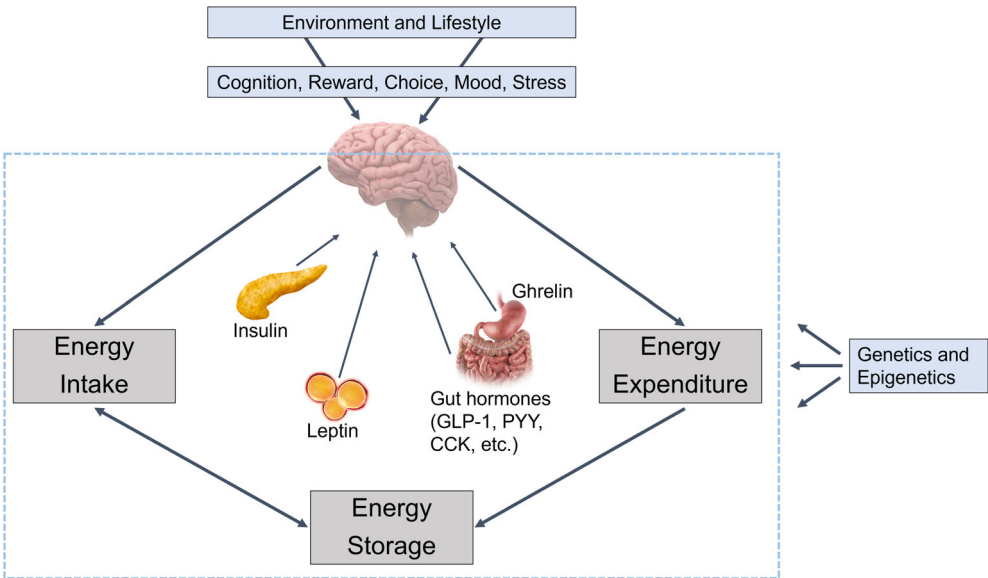 Environment and Lifestyle
Cognition, Reward, Choice, Mood, Stress
Insulin
Ghrelin
Energy
Intake
Leptin
Gut hormones
(GLP-1, PYY,
CCK, etc.)
Energy
Expenditure
Genetics and
Epigenetics
Energy
Storage